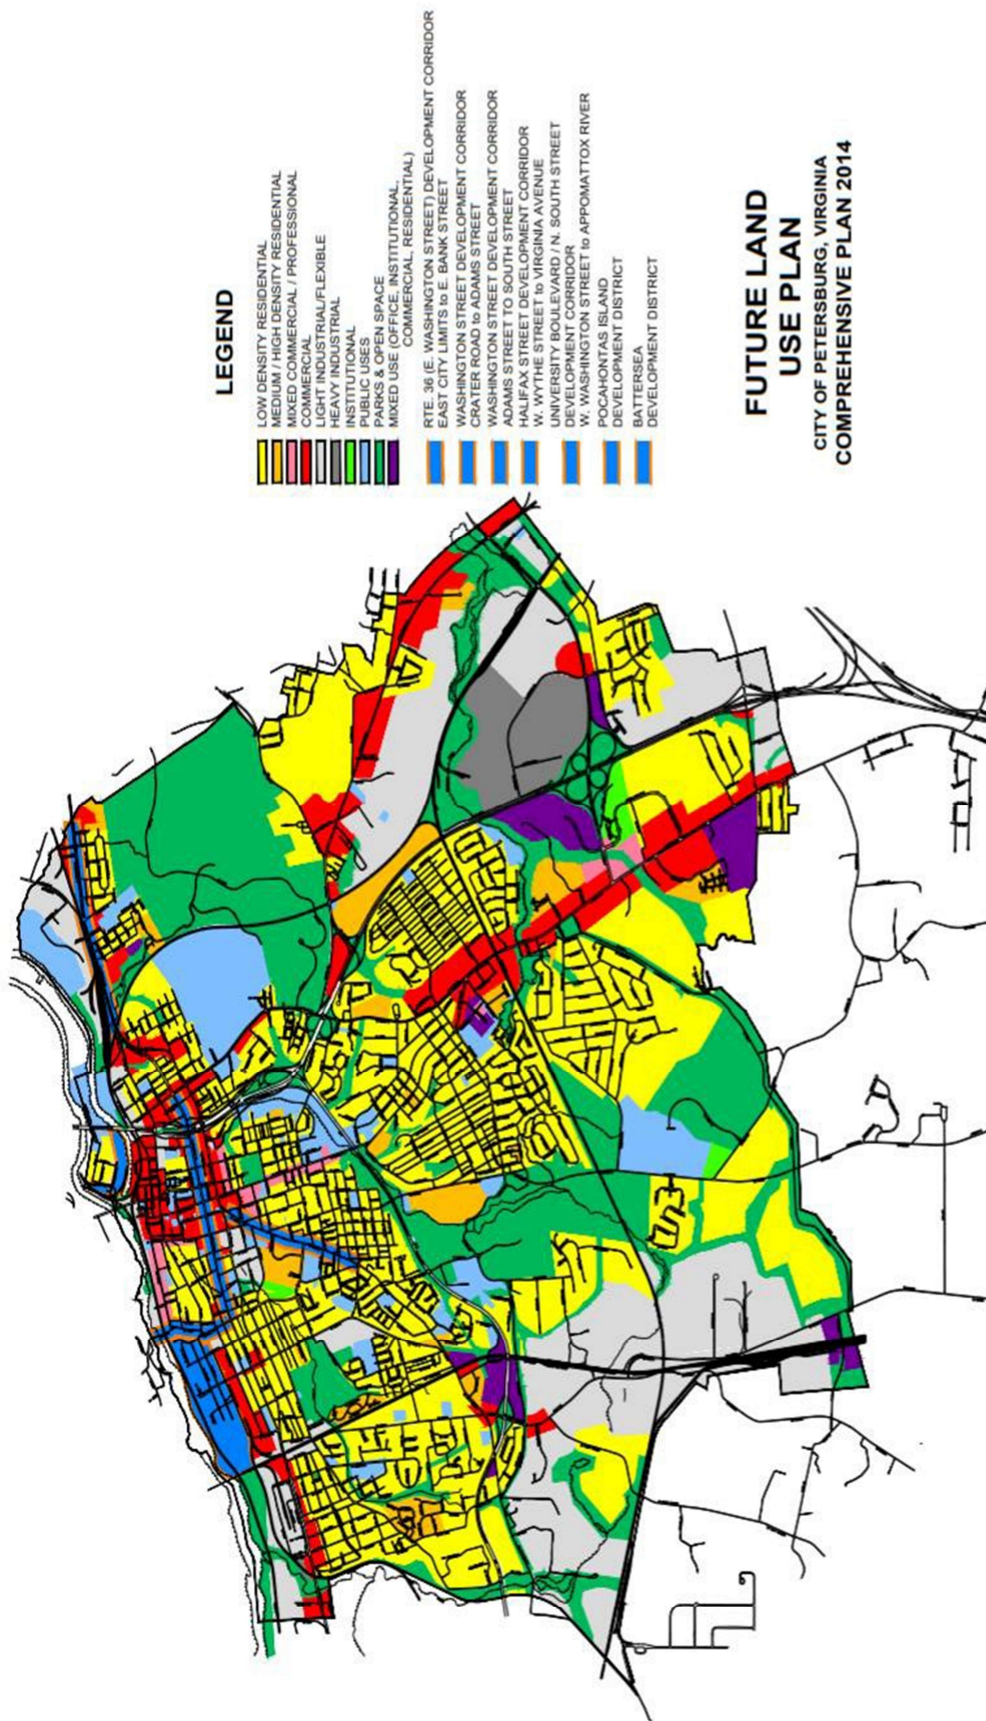 LEGEND
LOW DENSITY RESIDENTIAL
MEDIUM / HIGH DENSITY RESIDENTIAL
MIXED COMMERCIAL / PROFESSIONAL
COMMERCIAL
LIGHT INDUSTRIAL/FLEXIBLE
HEAVY INDUSTRIAL
INSTITUTIONAL
PUBLIC USES
PARKS & OPEN SPACE
MIXED USE (OFFICE, INSTITUTIONAL,
COMMERCIAL, RESIDENTIAL)
RTE. 36 (E. WASHINGTON STREET) DEVELOPMENT CORRIDOR
EAST CITY LIMITS to E. BANK STREET
WASHINGTON STREET DEVELOPMENT CORRIDOR
CRATER ROAD to ADAMS STREET
WASHINGTON STREET DEVELOPMENT CORRIDOR
ADAMS STREET TO SOUTH STREET
HALIFAX STREET DEVELOPMENT CORRIDOR
W. WYTHE STREET to VIRGINIA AVENUE
UNIVERSITY BOULEVARD / N. SOUTH STREET
DEVELOPMENT CORRIDOR
W. WASHINGTON STREET to APPOMATTOX RIVER
POCAHONTAS ISLAND
DEVELOPMENT DISTRICT
BATTERSEA
DEVELOPMENT DISTRICT
FUTURE LAND
USE PLAN
CITY OF PETERSBURG, VIRGINIA
COMPREHENSIVE PLAN 2014